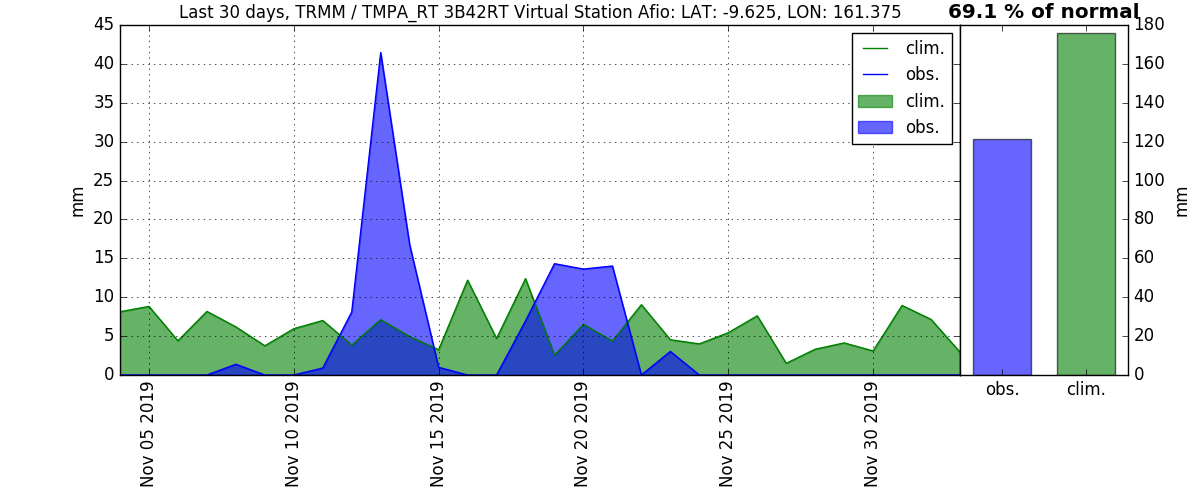 Last 30 days, TRMM / TMPA_RT 3B42RT Virtual Station Afio: LAT: -9.625, LON: 161.375
69.1 % of normal
45
40
35
30
25
20
15
10
5
0
mm
clim.
obs.
clim.
obs.
180
160
140
120
100
80
60
40
20
0
mm
obs.
clim.
Nov 05 2019
Nov 10 2019
Nov 15 2019
Nov 20 2019
Nov 25 2019
Nov 30 2019